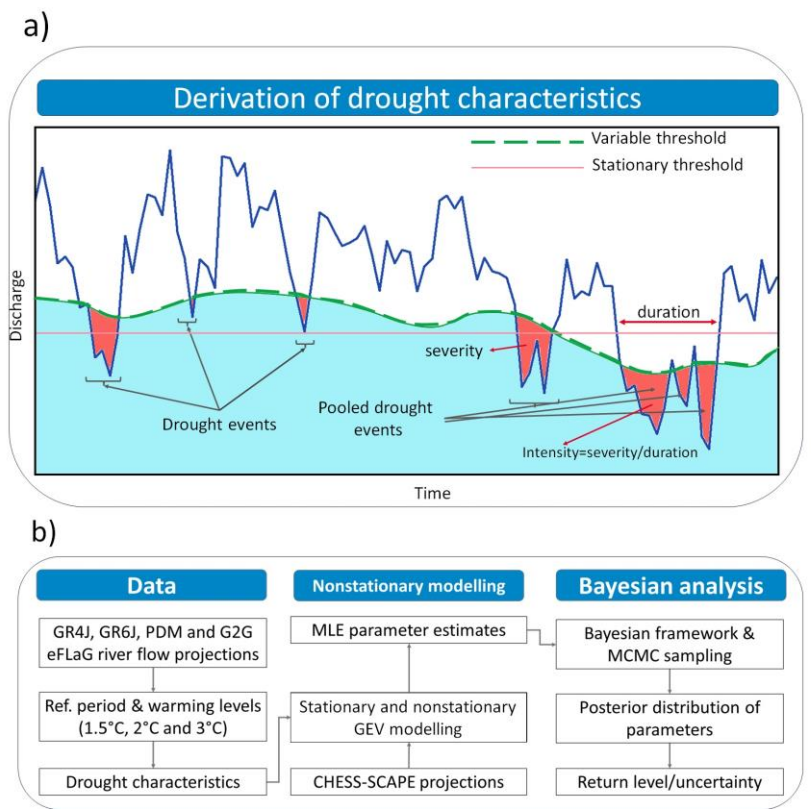 a)
Derivation of drought characteristics
Variable threshold
Stationary threshold
Discharge
duration
severity
Drought events
Pooled drought
events
Intensity=severity/duration
Time
b)
Data
Nonstationary modelling
Bayesian analysis
GR4J, GR6J, PDM and G2G
eFLaG river flow projections
MLE parameter estimates
Bayesian framework &
MCMC sampling
Ref. period & warming levels
(1.5°C, 2°C and 3°C)
Stationary and nonstationary
GEV modelling
Posterior distribution of
parameters
Drought characteristics
CHESS-SCAPE projections
Return level/uncertainty